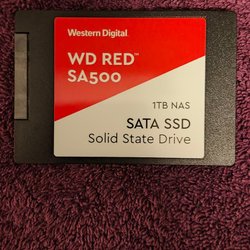 Western Digital.
WD RED™
SA500
1TB NAS
SATA SSD
Solid State Drive